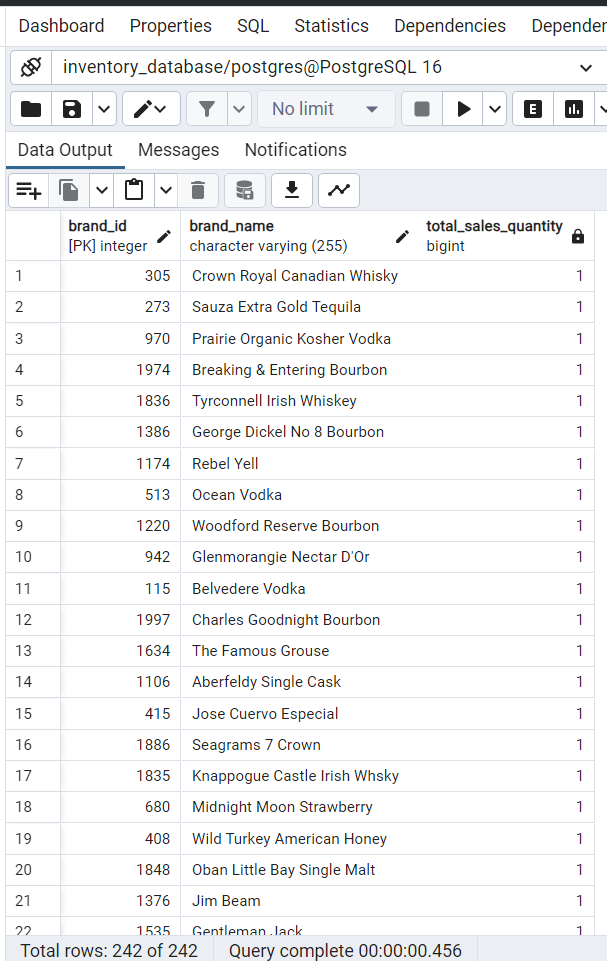 Dashboard Properties SQL Statistics Dependencies Depender
inventory_database/postgres@PostgreSQL 16
No limit E
Data Output Messages Notifications
brand_id brand_name total_sales_quantity
[PK] integer character varying (255) bigint
1 305 Crown Royal Canadian Whisky 1
2 273 Sauza Extra Gold Tequila 1
3 970 Prairie Organic Kosher Vodka 1
4 1974 Breaking & Entering Bourbon 1
5 1836 Tyrconnell Irish Whiskey 1
6 1386 George Dickel No 8 Bourbon 1
7 1174 Rebel Yell 1
8 513 Ocean Vodka 1
9 1220 Woodford Reserve Bourbon 1
10 942 Glenmorangie Nectar D'Or 1
11 115 Belvedere Vodka 1
12 1997 Charles Goodnight Bourbon 1
13 1634 The Famous Grouse 1
14 1106 Aberfeldy Single Cask 1
15 415 Jose Cuervo Especial 1
16 1886 Seagrams 7 Crown 1
17 1835 Knappogue Castle Irish Whsky 1
18 680 Midnight Moon Strawberry 1
19 408 Wild Turkey American Honey 1
20 1848 Oban Little Bay Single Malt 1
21 1376 Jim Beam 1
22 1535 Gentleman Jack 1
Total rows: 242 of 242 Query complete 00:00:00.456